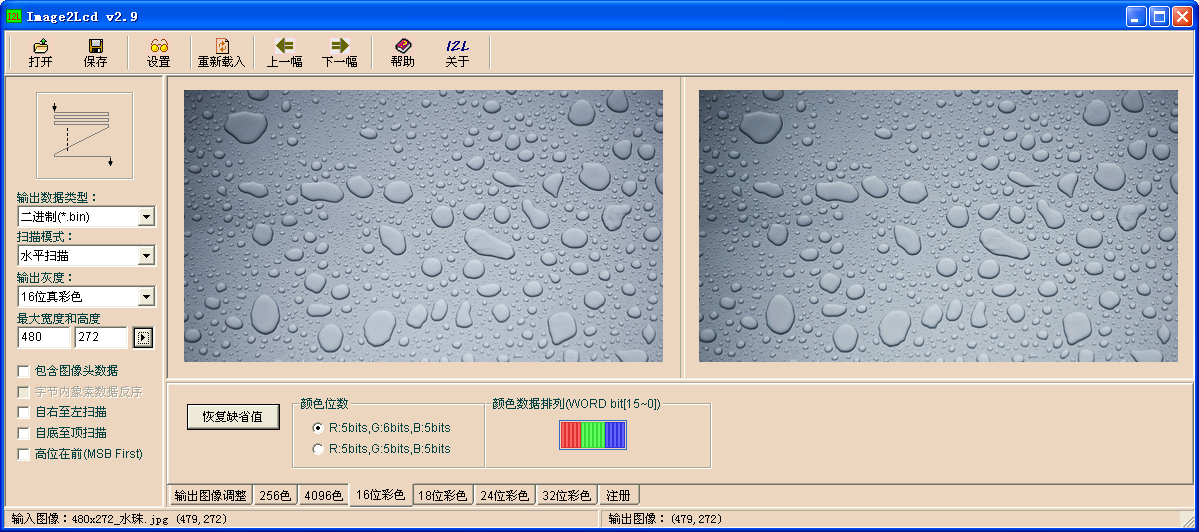 Image2Lcd v2.9
打开 保存 设置 重新载入 上一幅 下一幅 帮助 I2L 关于
输出数据类型：
二进制(*.bin)
扫描模式：
水平扫描
输出灰度：
16位真彩色
最大宽度和高度
480 272
包含图像头数据
字节内象素数据反序
自右至左扫描
自底至顶扫描
高位在前(MSB First)
恢复缺省值
颜色位数
R:5bits,G:6bits,B:5bits
R:5bits,G:5bits,B:5bits
颜色数据排列(WORD bit[15~0])
输出图像调整 256色 4096色 16位彩色 18位彩色 24位彩色 32位彩色 注册
输入图像：480x272_水珠.jpg (479,272)
输出图像：(479,272)